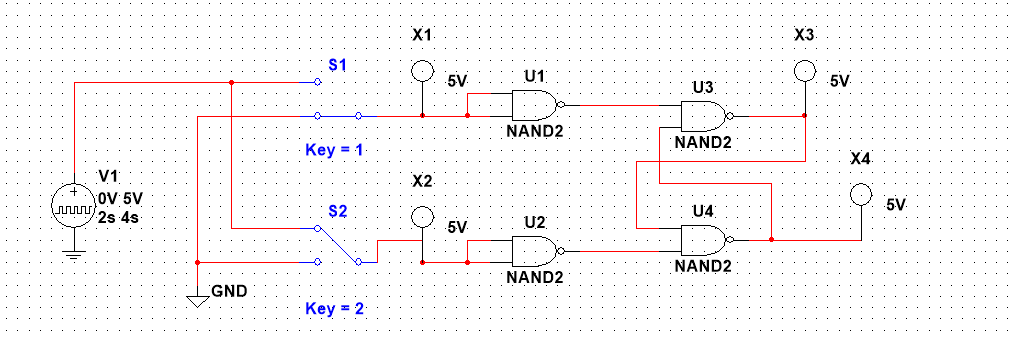 X1
X3
S1
5V
U1
5V
U3
NAND2
NAND2
Key = 1
X4
V1
X2
0V 5V
S2
5V
2s 4s
5V
U2
U4
NAND2
NAND2
GND
Key = 2